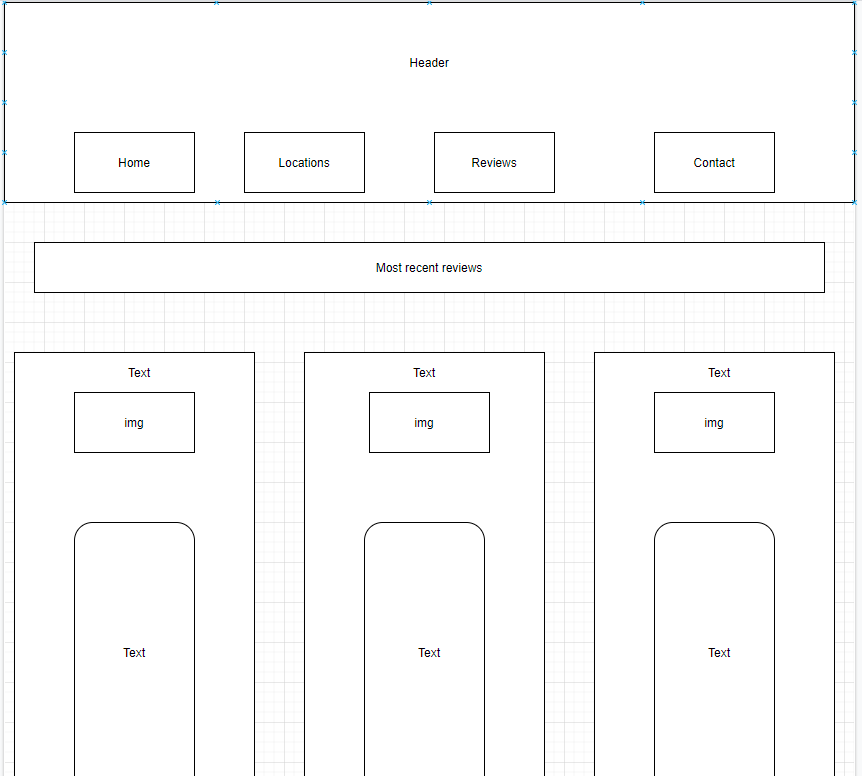 Header
Home
Locations
Reviews
Contact
Most recent reviews
Text
Text
Text
img
img
img
Text
Text
Text